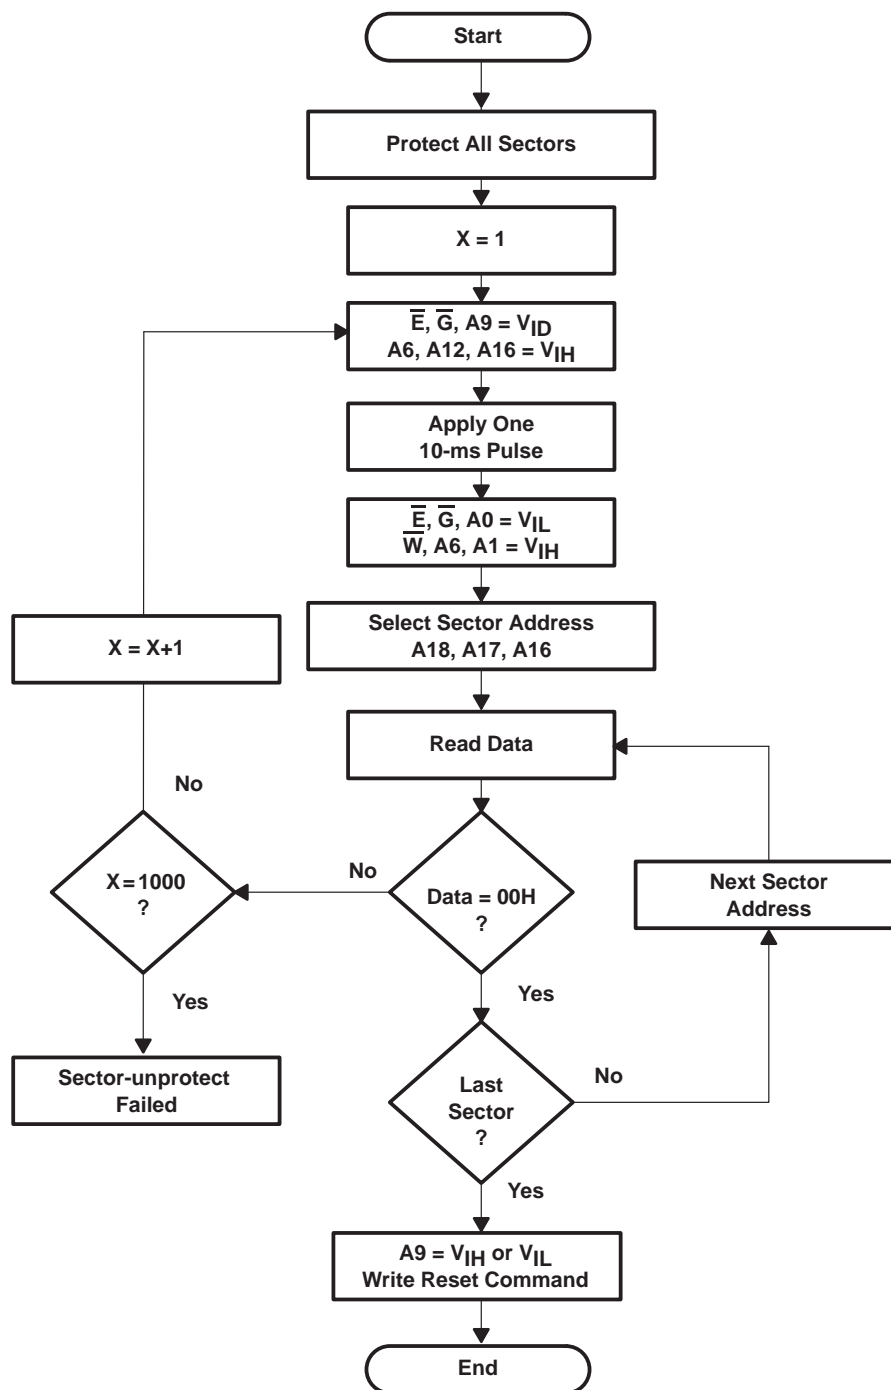 Start
Protect All Sectors
X = 1
E̅, G̅, A9 = VID
A6, A12, A16 = VIH
Apply One
10-ms Pulse
E̅, G̅, A0 = VIL
W̅, A6, A1 = VIH
X = X+1
Select Sector Address
A18, A17, A16
Read Data
No
X = 1000
?
No
Data = 00H
?
Next Sector
Address
Yes
Yes
Sector-unprotect
Failed
Last
Sector
?
No
Yes
A9 = VIH or VIL
Write Reset Command
End